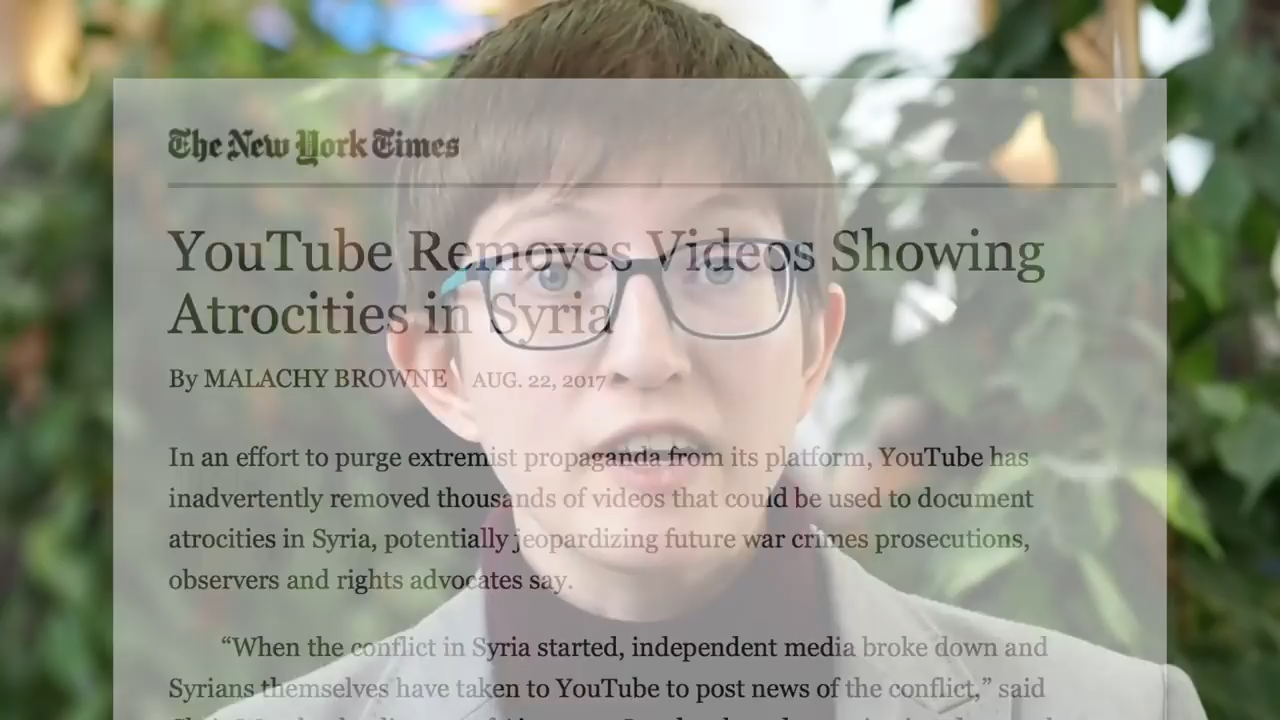 The New York Times
YouTube Removes Videos Showing
Atrocities in Syria
By MALACHY BROWNE AUG. 22, 2017
In an effort to purge extremist propaganda from its platform, YouTube has
inadvertently removed thousands of videos that could be used to document
atrocities in Syria, potentially jeopardizing future war crimes prosecutions,
observers and rights advocates say.
“When the conflict in Syria started, independent media broke down and
Syrians themselves have taken to YouTube to post news of the conflict,” said